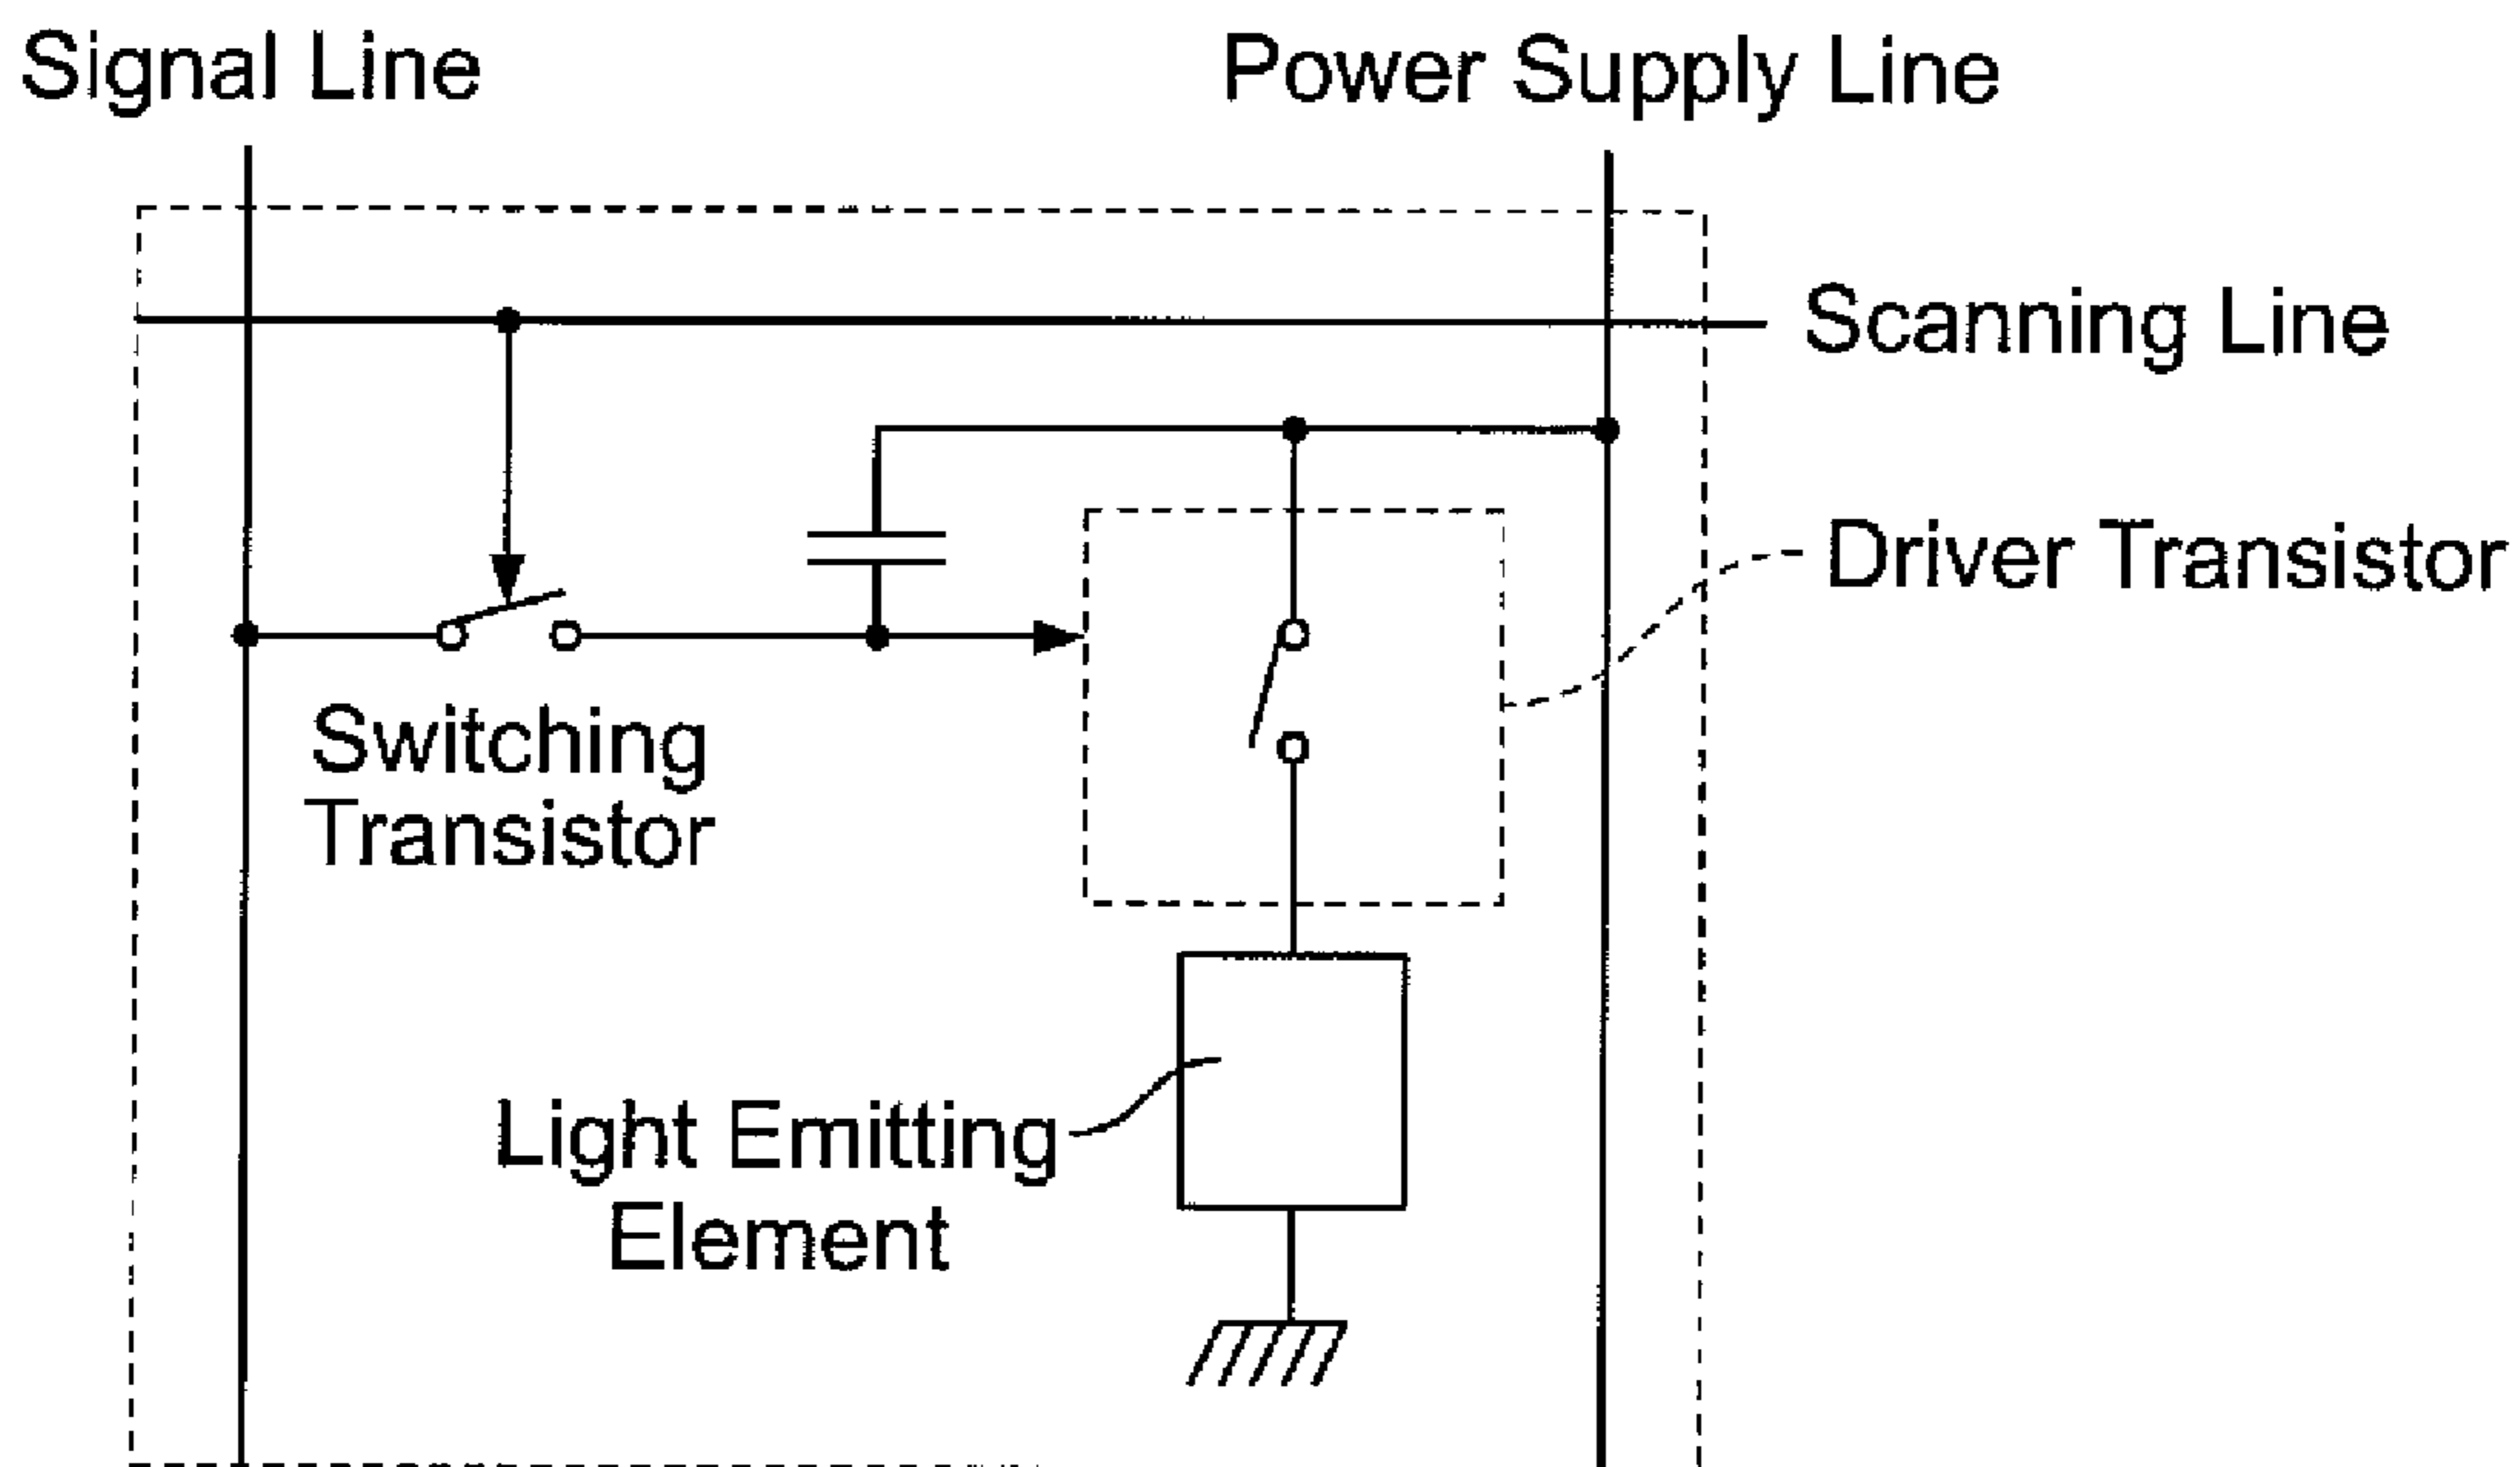 Signal Line
Power Supply Line
Scanning Line
Driver Transistor
Switching
Transistor
Light Emitting
Element